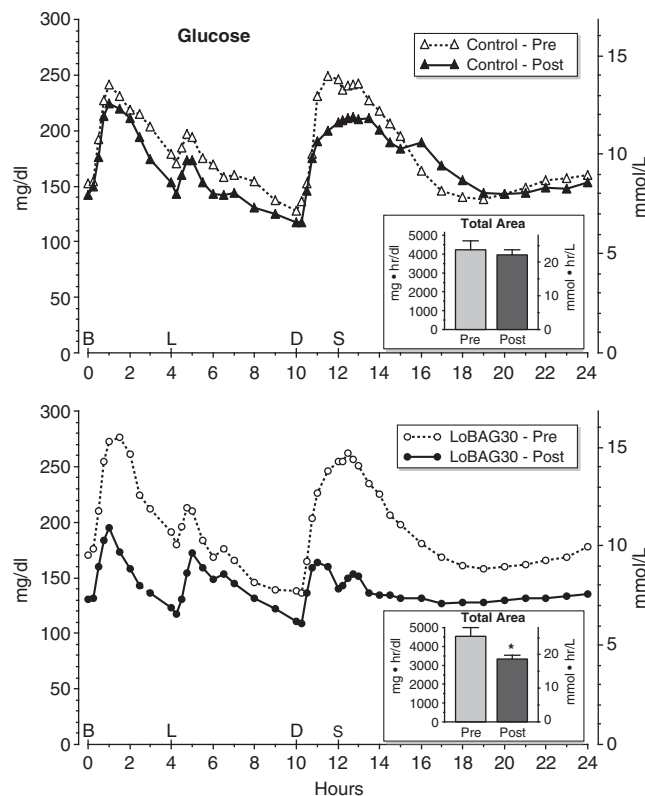 Glucose
Control - Pre
Control - Post
mg/dl
300
250
200
150
100
50
0
mmol/L
15
10
5
0
B L D S
0 2 4 6 8 10 12 14 16 18 20 22 24
Total Area
mg • hr/dl
5000
4000
3000
2000
1000
0
mmol • hr/L
20
10
0
Pre Post
LoBAG30 - Pre
LoBAG30 - Post
mg/dl
300
250
200
150
100
50
0
mmol/L
15
10
5
0
B L D S
0 2 4 6 8 10 12 14 16 18 20 22 24
Hours
Total Area
mg • hr/dl
5000
4000
3000
2000
1000
0
mmol • hr/L
20
10
0
*
Pre Post